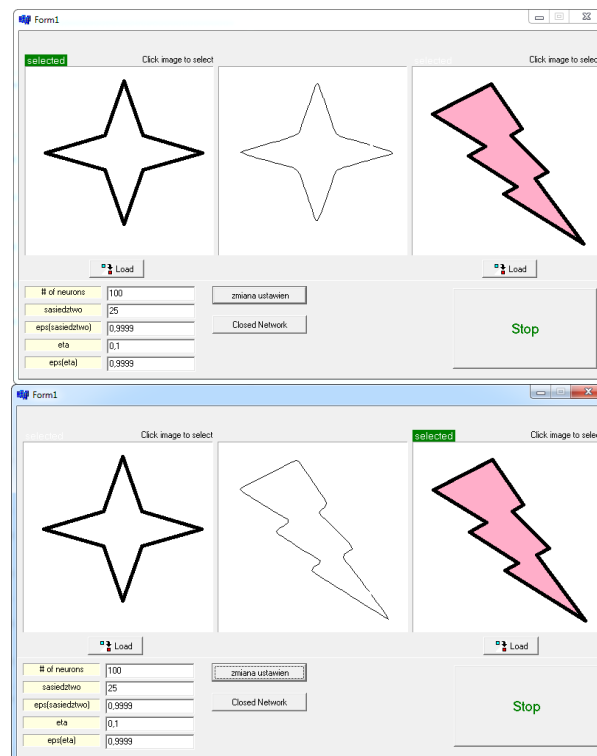 Form1
selected Click image to select selected Click image to selec
Load Load
# of neurons 100 zmiana ustawien
sasiedztwo 25
eps(sasiedztwo) 0,9999 Closed Network Stop
eta 0,1
eps(eta) 0,9999
Form1
selected Click image to select selected Click image to selec
Load Load
# of neurons 100 zmiana ustawien
sasiedztwo 25
eps(sasiedztwo) 0,9999 Closed Network Stop
eta 0,1
eps(eta) 0,9999